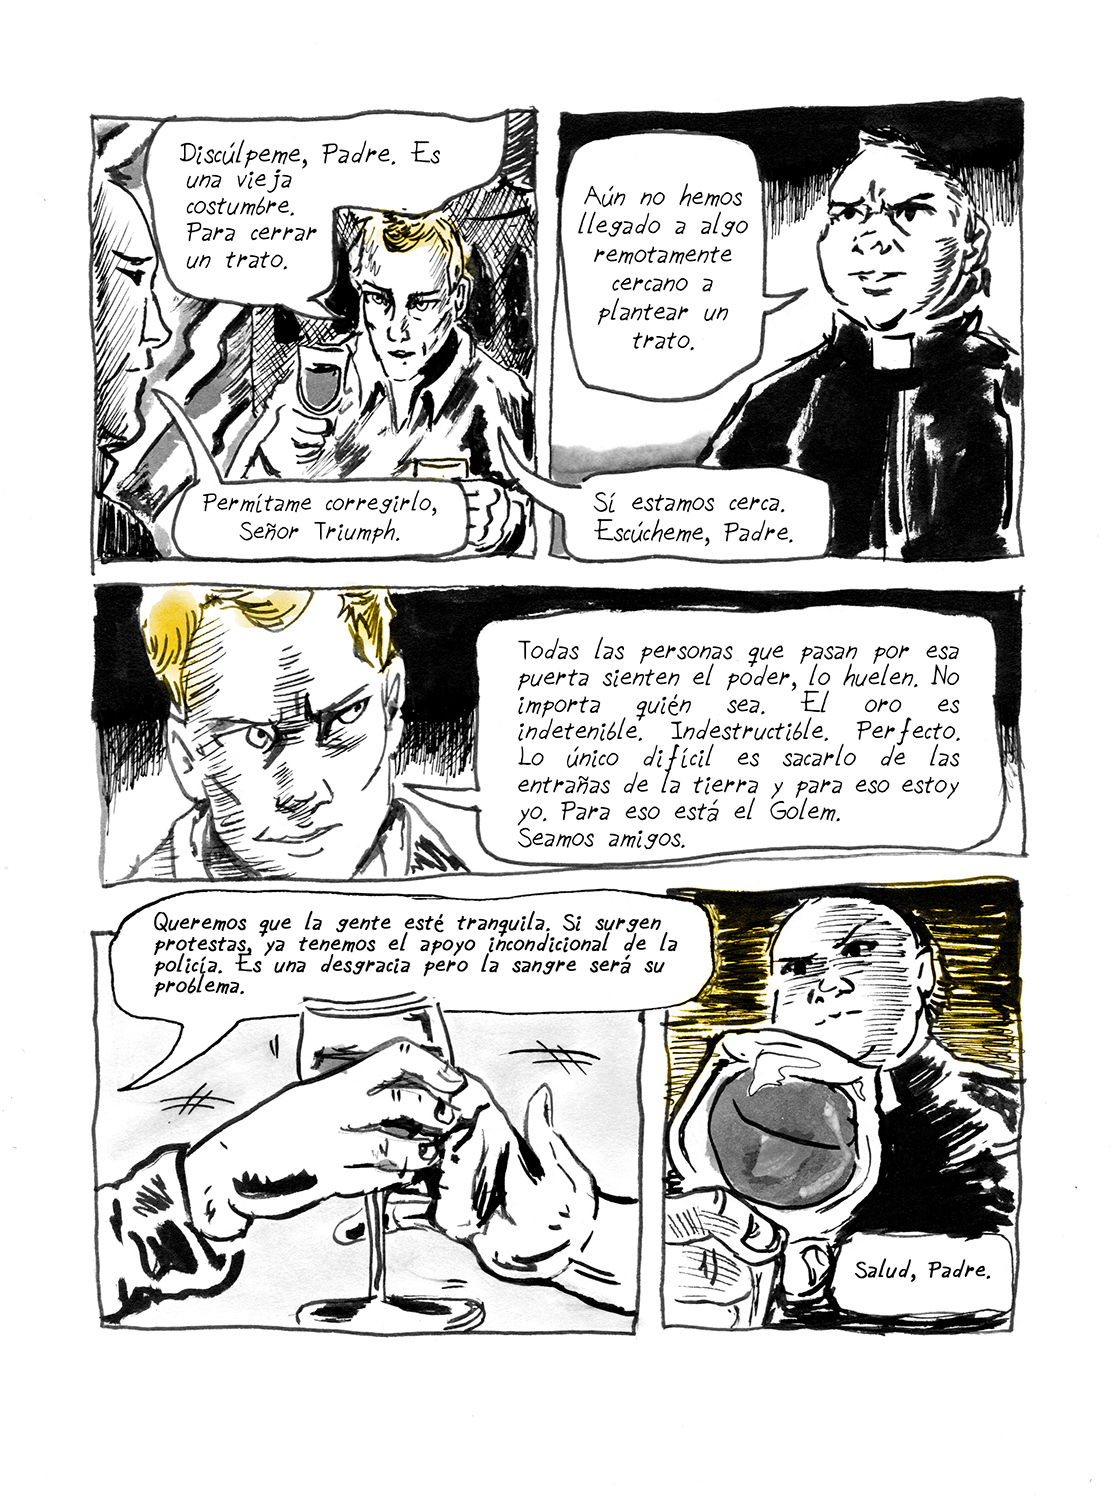 Discúlpeme, Padre. Es
una vieja
costumbre.
Para cerrar
un trato.
Permítame corregirlo,
Señor Triumph.
Aún no hemos
llegado a algo
remotamente
cercano a
plantear un
trato.
Sí estamos cerca.
Escúcheme, Padre.
Todas las personas que pasan por esa
puerta sienten el poder, lo huelen. No
importa quién sea. El oro es
indetenible. Indestructible. Perfecto.
Lo único difícil es sacarlo de las
entrañas de la tierra y para eso estoy
yo. Para eso está el Golem.
Seamos amigos.
Queremos que la gente esté tranquila. Si surgen
protestas, ya tenemos el apoyo incondicional de la
policía. Es una desgracia pero la sangre será su
problema.
Salud, Padre.